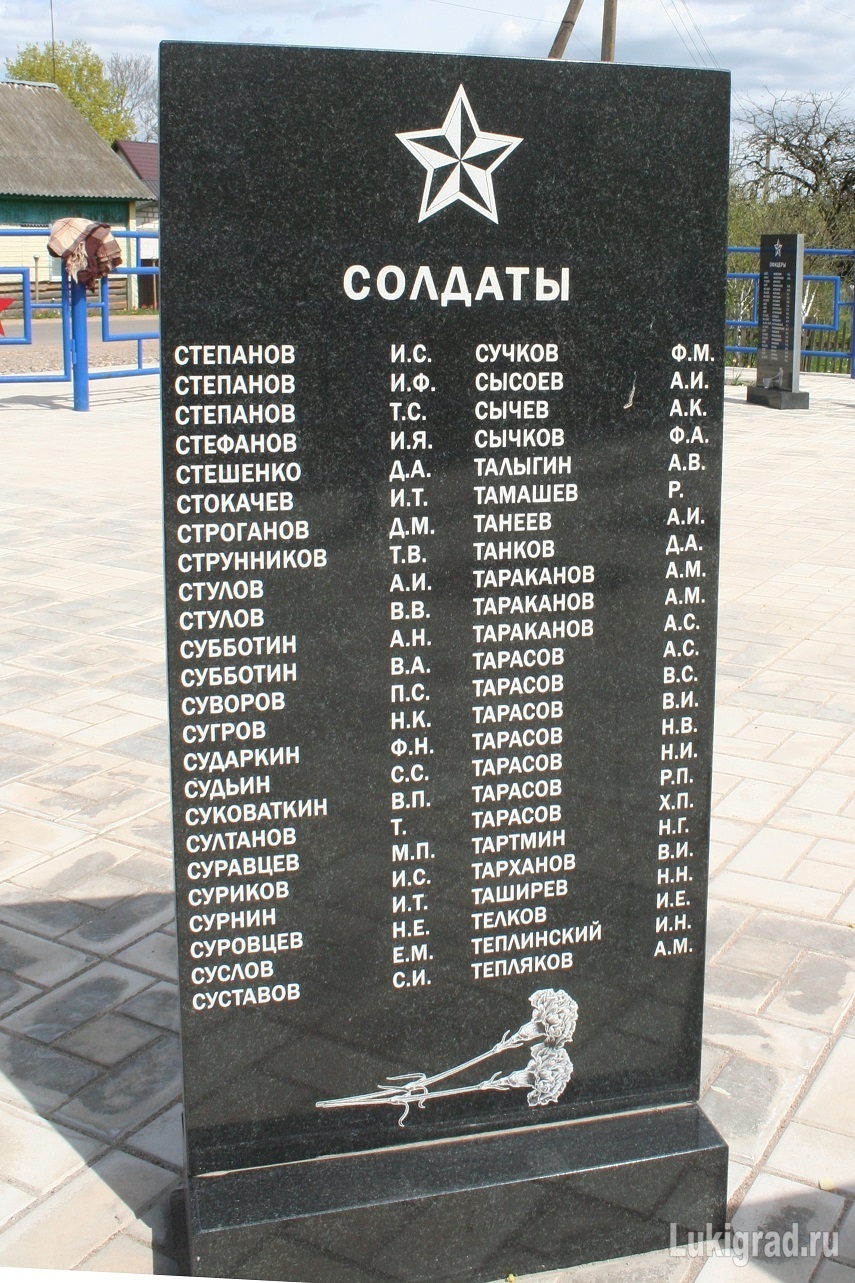 СОЛДАТЫ
СТЕПАНОВ И.С.
СТЕПАНОВ И.Ф.
СТЕПАНОВ Т.С.
СТЕФАНОВ И.Я.
СТЕШЕНКО Д.А.
СТОКАЧЕВ И.Т.
СТРОГАНОВ Д.М.
СТРУННИКОВ Т.В.
СТУЛОВ А.И.
СТУЛОВ В.В.
СУББОТИН А.Н.
СУББОТИН В.А.
СУВОРОВ П.С.
СУГРОВ Н.К.
СУДАРКИН Ф.Н.
СУДЬИН С.С.
СУКОВАТКИН В.П.
СУЛТАНОВ Т.
СУРАВЦЕВ М.П.
СУРИКОВ И.С.
СУРНИН И.Т.
СУРОВЦЕВ Н.Е.
СУСЛОВ Е.М.
СУСТАВОВ С.И.
СУЧКОВ Ф.М.
СЫСОЕВ А.И.
СЫЧЕВ А.К.
СЫЧКОВ Ф.А.
ТАЛЫГИН А.В.
ТАМАШЕВ Р.
ТАНЕЕВ А.И.
ТАНКОВ Д.А.
ТАРАКАНОВ А.М.
ТАРАКАНОВ А.М.
ТАРАКАНОВ А.С.
ТАРАСОВ А.С.
ТАРАСОВ В.С.
ТАРАСОВ В.И.
ТАРАСОВ Н.В.
ТАРАСОВ Н.И.
ТАРАСОВ Р.П.
ТАРАСОВ Х.П.
ТАРТМИН Н.Г.
ТАРХАНОВ В.И.
ТАШИРЕВ Н.Н.
ТЕЛКОВ И.Е.
ТЕПЛИНСКИЙ И.Н.
ТЕПЛЯКОВ А.М.
ОФИЦЕРЫ
Lukigrad.ru